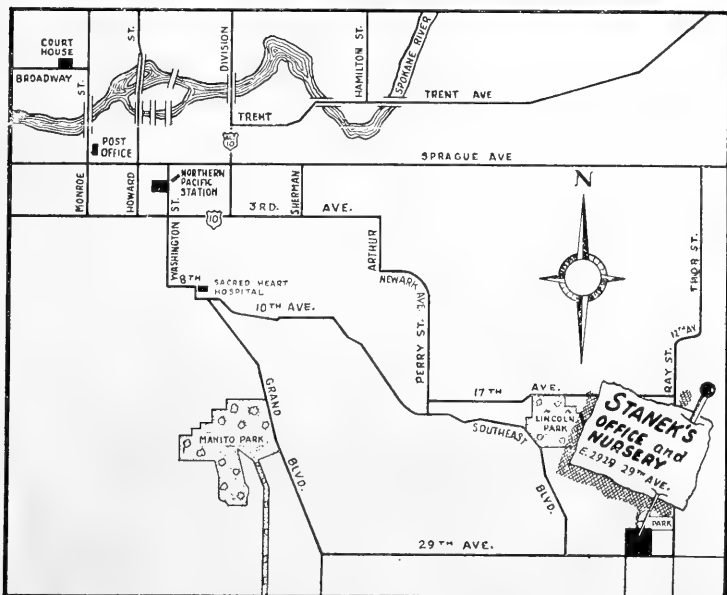 COURT
HOUSE
BROADWAY
ST.
ST.
DIVISION
HAMILTON ST.
SPOKANE RIVER
TRENT AVE
TRENT
10
POST
OFFICE
SPRAGUE AVE
MONROE
HOWARD
NORTHERN
PACIFIC
STATION
ST.
WASHINGTON
10
3RD. AVE.
SHERMAN
N
ARTHUR
NEWARK AVE
THOR ST.
12TH AV.
RAY ST.
8TH
SACRED HEART
HOSPITAL
10TH AVE.
PERRY ST.
17TH AVE.
GRAND
BLVD.
MANITO PARK
LINCOLN
PARK
SOUTHEAST
BLVD.
STANEK'S
OFFICE and
NURSERY
E. 2929 29TH AVE.
PARK
29TH AVE.